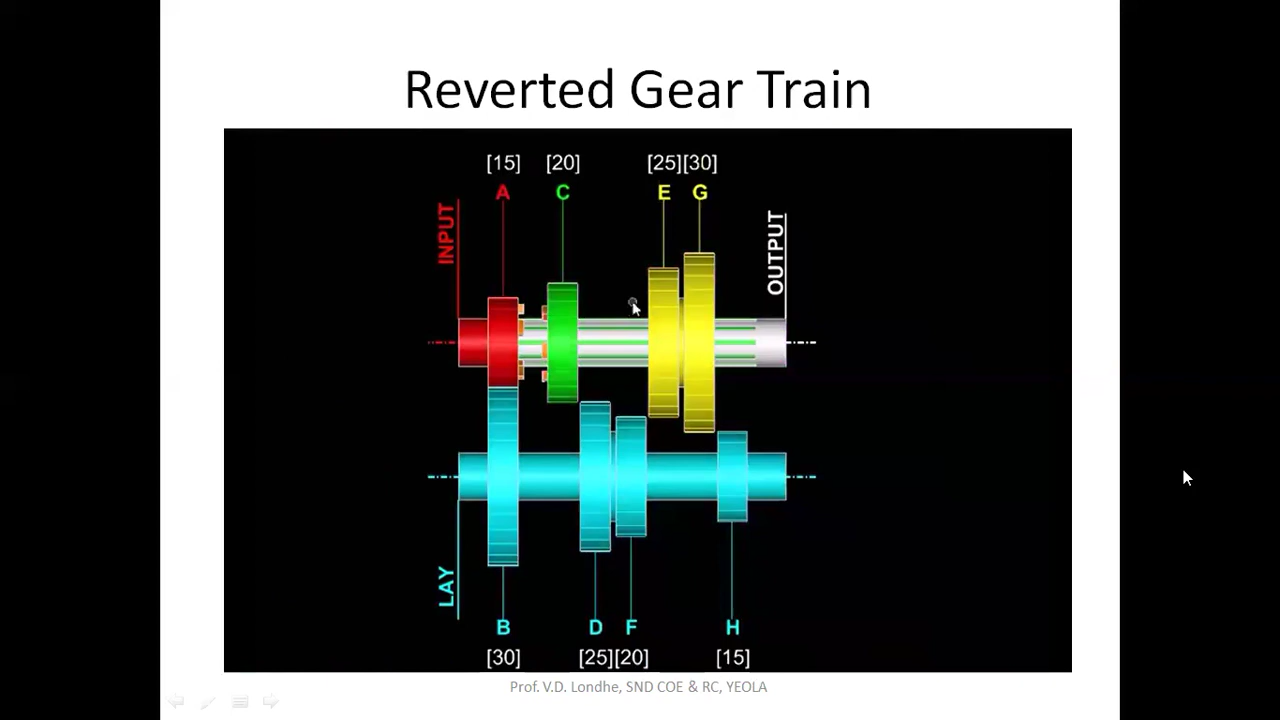 Reverted Gear Train
[15] [20] [25][30]
A C E G
INPUT
OUTPUT
LAY
B D F H
[30] [25][20] [15]
Prof. V.D. Londhe, SND COE & RC, YEOLA